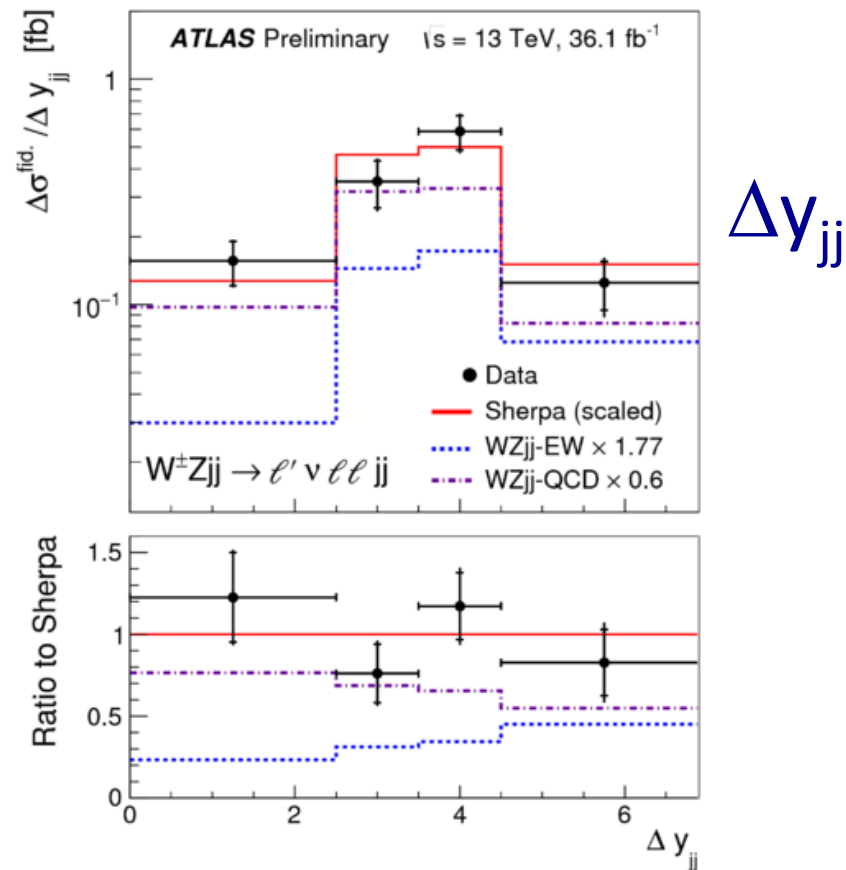 ATLAS Preliminary √s = 13 TeV, 36.1 fb⁻¹
Δσ^fid. / Δ y_jj [fb]
1
10⁻¹
Data
Sherpa (scaled)
WZjj-EW × 1.77
WZjj-QCD × 0.6
W±Zjj → ℓ′ ν ℓℓ jj
Δy_jj
Ratio to Sherpa
1.5
1
0.5
0
0 2 4 6
Δ y_jj